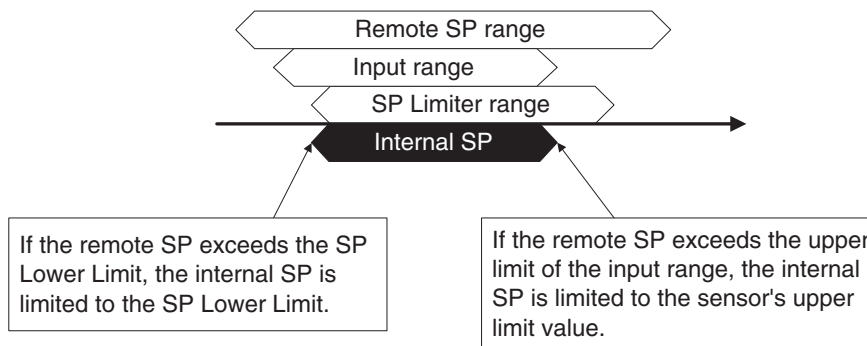 Remote SP range
Input range
SP Limiter range
Internal SP
If the remote SP exceeds the SP
Lower Limit, the internal SP is
limited to the SP Lower Limit.
If the remote SP exceeds the upper
limit of the input range, the internal
SP is limited to the sensor's upper
limit value.